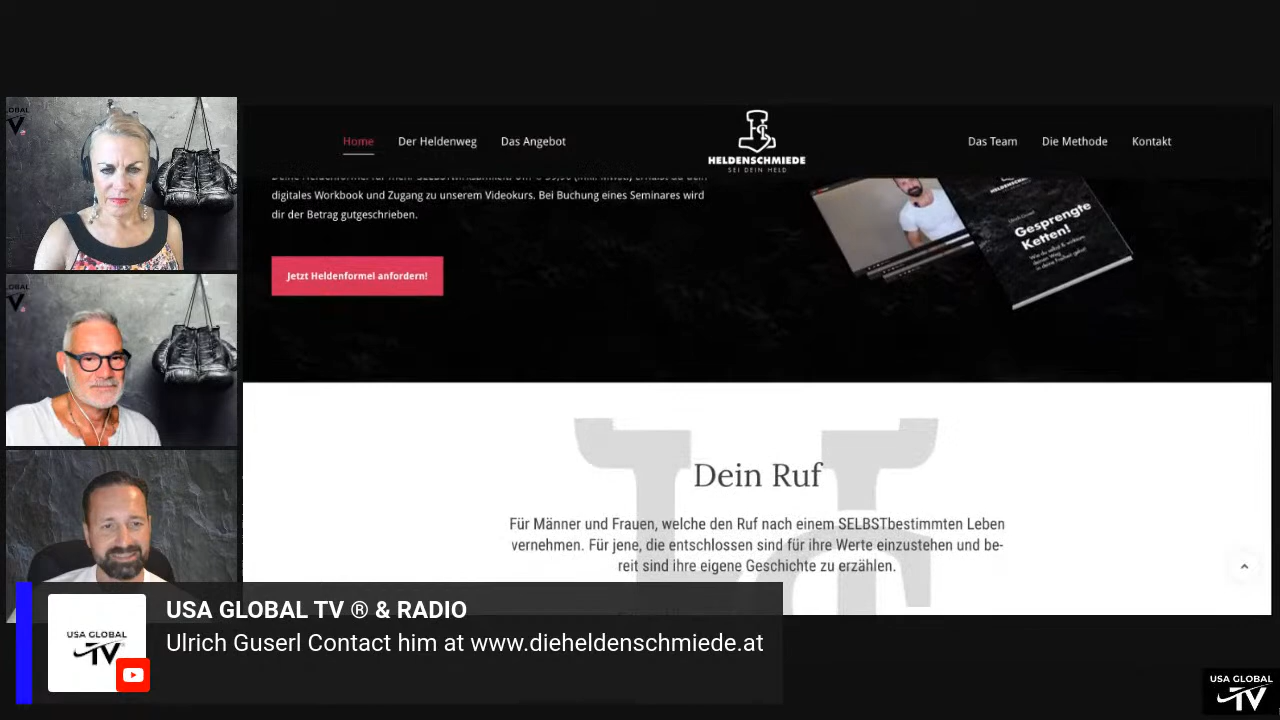 Home
Der Heldenweg
Das Angebot
HELDENSCHMIEDE
SEI DEIN HELD
Das Team
Die Methode
Kontakt
digitales Workbook und Zugang zu unserem Videokurs. Bei Buchung eines Seminares wird
dir der Betrag gutgeschrieben.
Jetzt Heldenformel anfordern!
Gesprengte
Ketten!
Dein Ruf
Für Männer und Frauen, welche den Ruf nach einem SELBSTbestimmten Leben
vernehmen. Für jene, die entschlossen sind für ihre Werte einzustehen und be-
reit sind ihre eigene Geschichte zu erzählen.
USA GLOBAL
TV
USA GLOBAL TV ® & RADIO
Ulrich Guserl Contact him at www.dieheldenschmiede.at
USA GLOBAL
TV